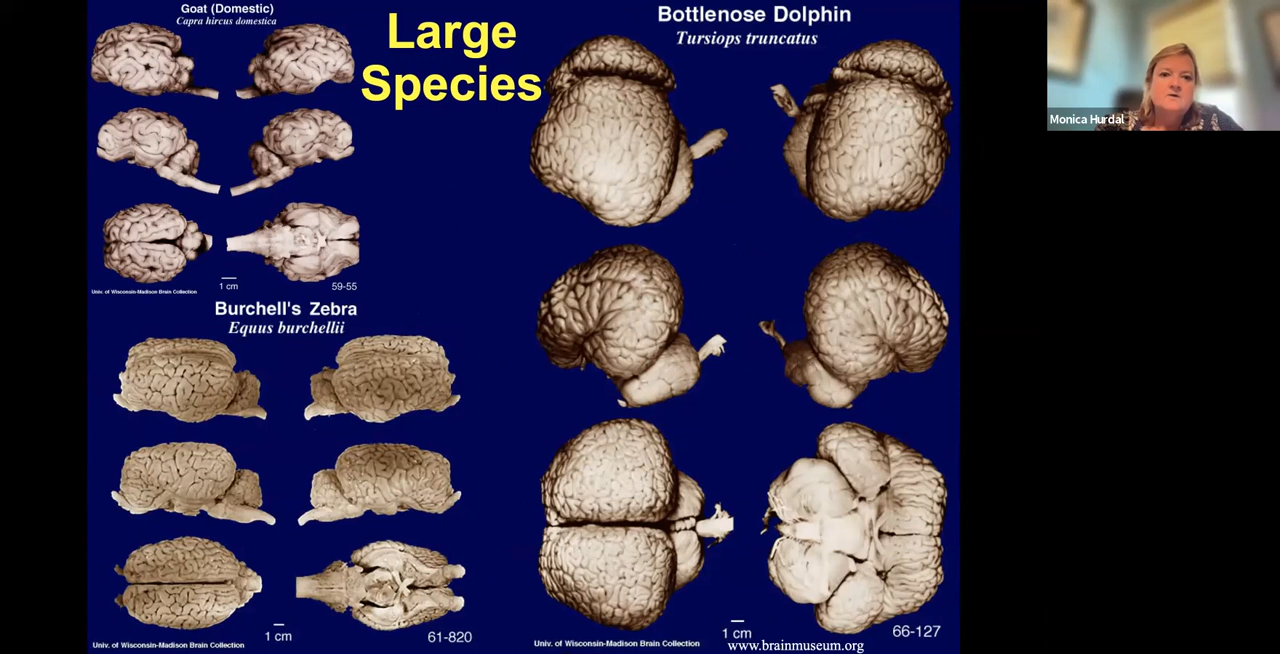 Goat (Domestic)
Capra hircus domestica
Large
Species
Bottlenose Dolphin
Tursiops truncatus
Monica Hurdal
1 cm
59-55
Univ. of Wisconsin-Madison Brain Collection
Burchell's Zebra
Equus burchellii
1 cm
61-820
Univ. of Wisconsin-Madison Brain Collection
1 cm
66-127
Univ. of Wisconsin-Madison Brain Collection
www.brainmuseum.org